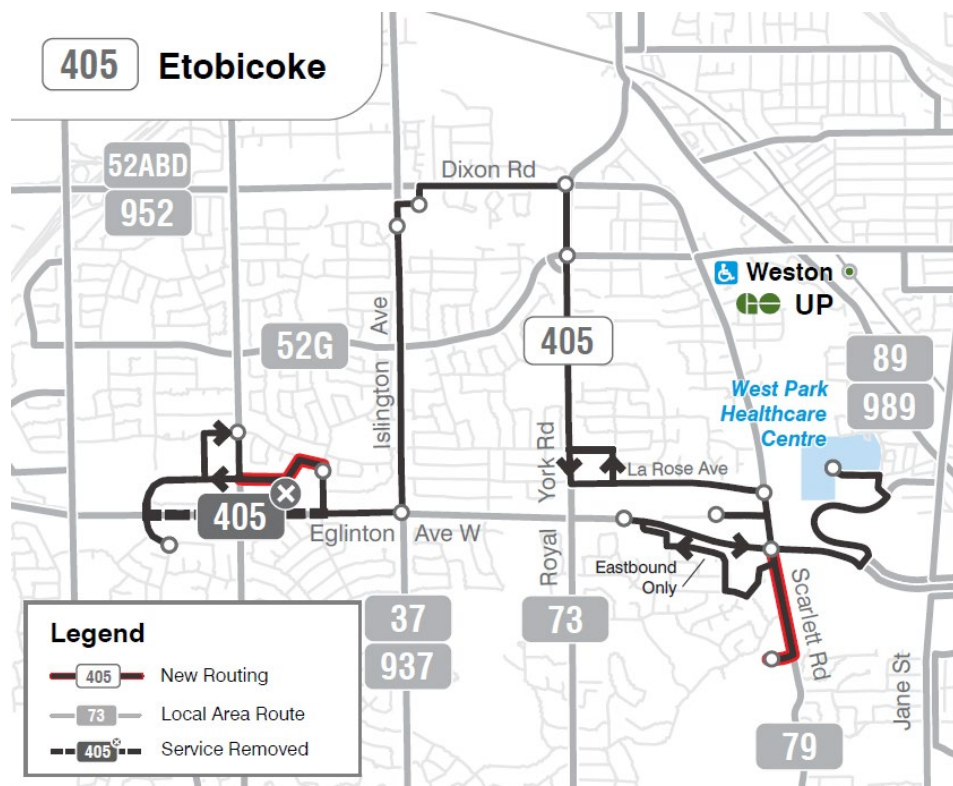 405 Etobicoke
52ABD
952
Dixon Rd
Islington Ave
52G
405
Weston
GO UP
89
989
West Park
Healthcare
Centre
La Rose Ave
Royal York Rd
405
Eglinton Ave W
Eastbound
Only
Scarlett Rd
37
937
73
79
Jane St
Legend
405 New Routing
73 Local Area Route
405 Service Removed